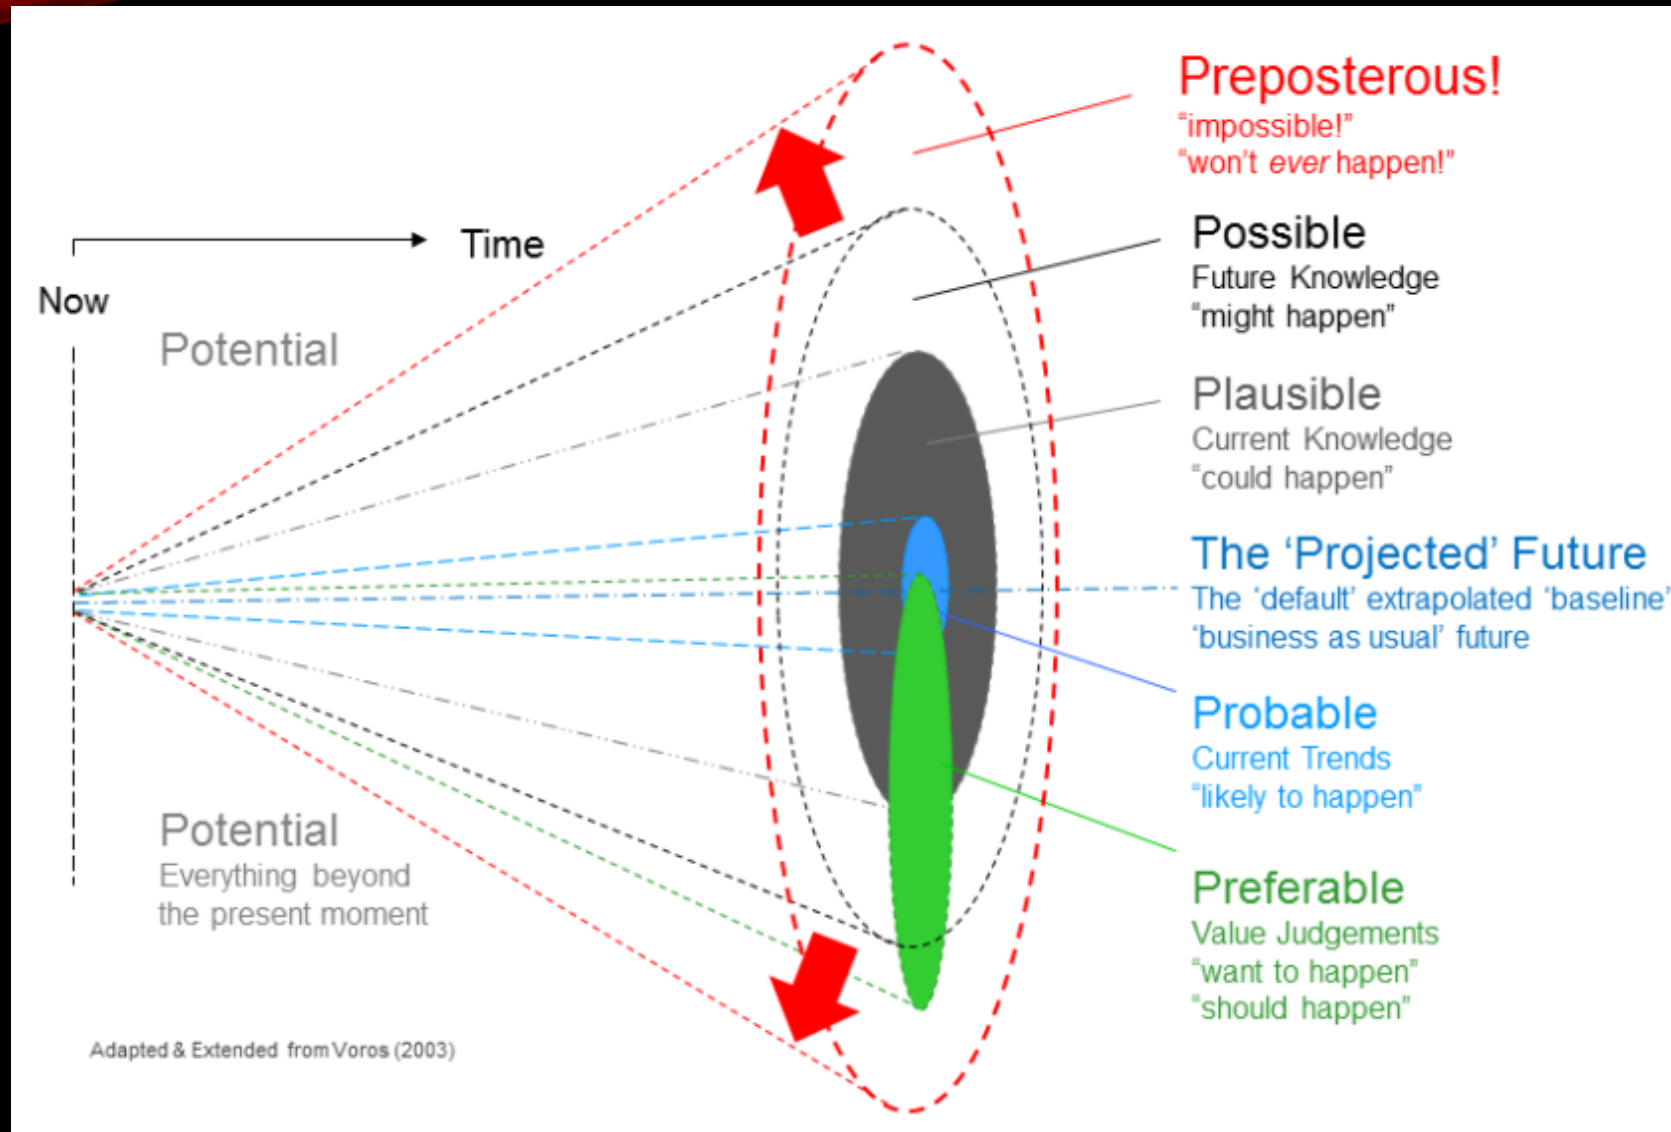 Preposterous!
“impossible!”
“won’t ever happen!”
Time
Now
Potential
Possible
Future Knowledge
“might happen”
Plausible
Current Knowledge
“could happen”
The ‘Projected’ Future
The ‘default’ extrapolated ‘baseline’
‘business as usual’ future
Probable
Current Trends
“likely to happen”
Potential
Everything beyond
the present moment
Preferable
Value Judgements
“want to happen”
“should happen”
Adapted & Extended from Voros (2003)